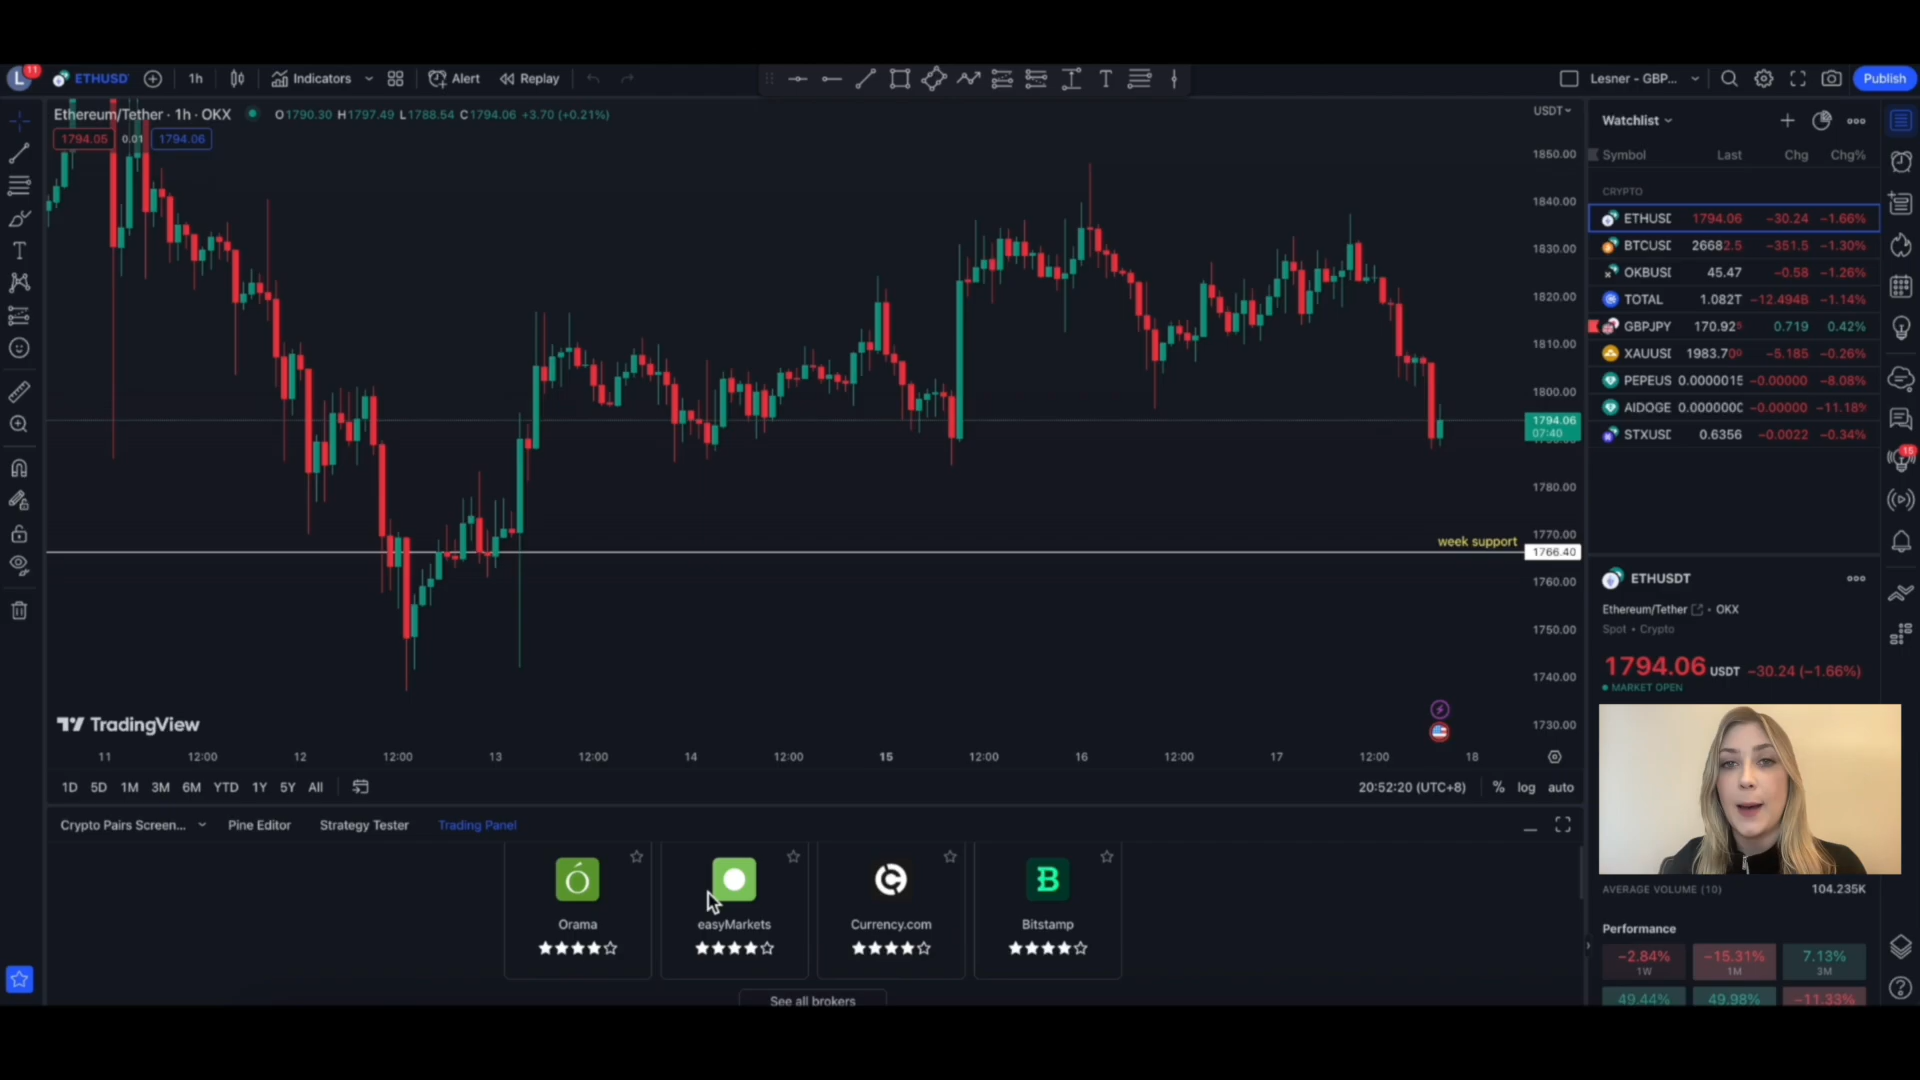 L 11 ETHUSD 1h Indicators Alert Replay T Lesner - GBP... Publish
Ethereum/Tether · 1h · OKX O1790.30 H1797.49 L1788.54 C1794.06 +3.70 (+0.21%) USDT
1794.05 0.01 1794.06
1850.00
1840.00
1830.00
1820.00
1810.00
1800.00
1794.06
07:40
1780.00
1770.00
week support 1766.40
1760.00
1750.00
1740.00
1730.00
TradingView
11 12:00 12 12:00 13 12:00 14 12:00 15 12:00 16 12:00 17 12:00 18
1D 5D 1M 3M 6M YTD 1Y 5Y All 20:52:20 (UTC+8) % log auto
Crypto Pairs Screen... Pine Editor Strategy Tester Trading Panel
Orama easyMarkets Currency.com Bitstamp
See all brokers
Watchlist
Symbol Last Chg Chg%
CRYPTO
ETHUSD 1794.06 −30.24 −1.66%
BTCUSD 26682.5 −351.5 −1.30%
OKBUSD 45.47 −0.58 −1.26%
TOTAL 1.082T −12.494B −1.14%
GBPJPY 170.925 0.719 0.42%
XAUUSD 1983.700 −5.185 −0.26%
PEPEUS 0.0000015 −0.00000 −8.08%
AIDOGE 0.0000000 −0.00000 −11.18%
STXUSD 0.6356 −0.0022 −0.34%
15
ETHUSDT
Ethereum/Tether • OKX
Spot • Crypto
1794.06 USDT −30.24 (−1.66%)
MARKET OPEN
AVERAGE VOLUME (10) 104.235K
Performance
−2.84% −15.31% 7.13%
1W 1M 3M
49.44% 49.98% −11.33%